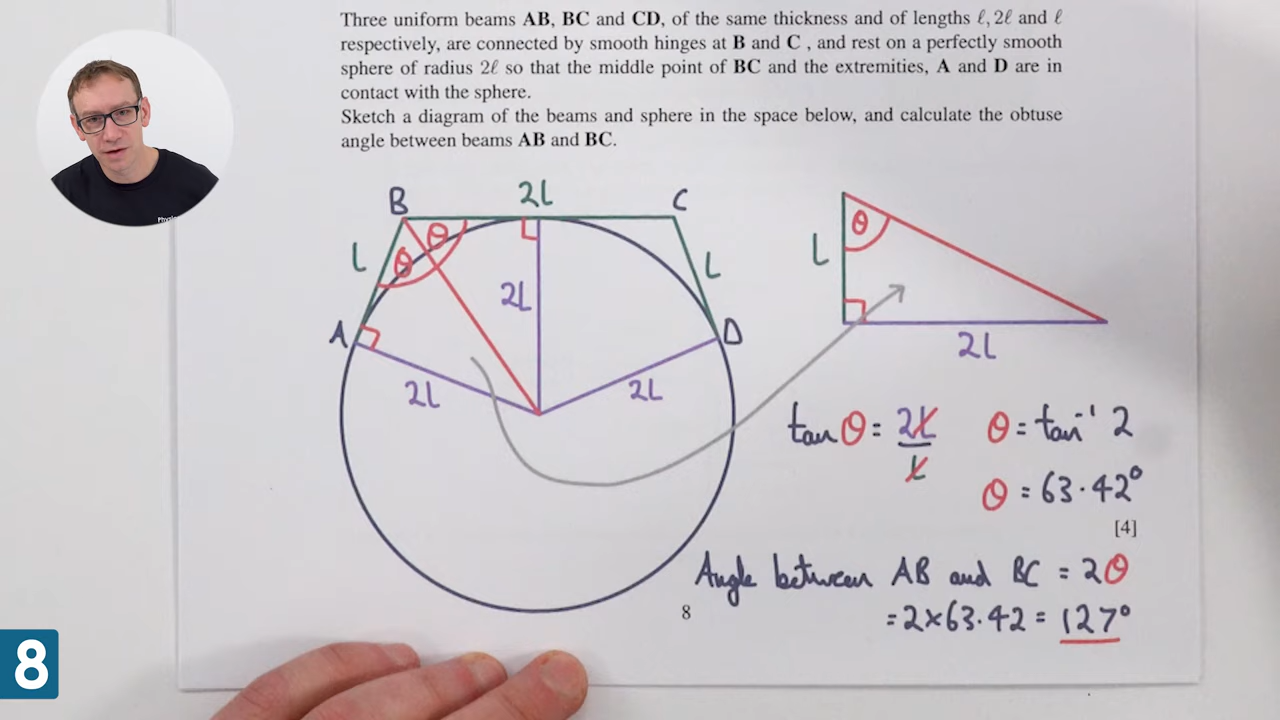 Three uniform beams AB, BC and CD, of the same thickness and of lengths ℓ, 2ℓ and ℓ
respectively, are connected by smooth hinges at B and C , and rest on a perfectly smooth
sphere of radius 2ℓ so that the middle point of BC and the extremities, A and D are in
contact with the sphere.
Sketch a diagram of the beams and sphere in the space below, and calculate the obtuse
angle between beams AB and BC.
B 2L C
θ
L θ
2L
L
A D
2L 2L
θ
L
2L
tan θ = 2L/L θ = tan⁻¹ 2
θ = 63.42°
[4]
Angle between AB and BC = 2θ
= 2×63.42 = 127°
8
8